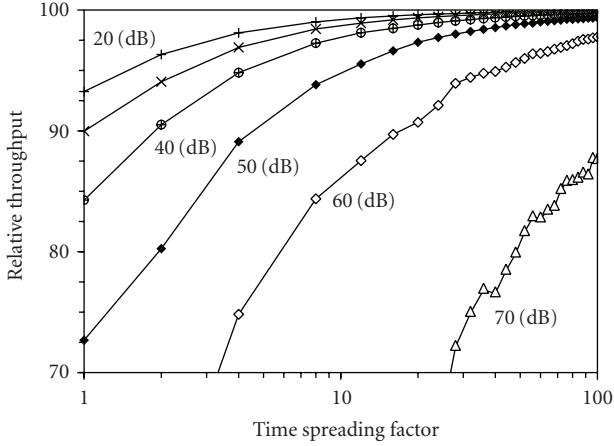 100
90
80
70
Relative throughput
20 (dB)
40 (dB)
50 (dB)
60 (dB)
70 (dB)
1
10
100
Time spreading factor